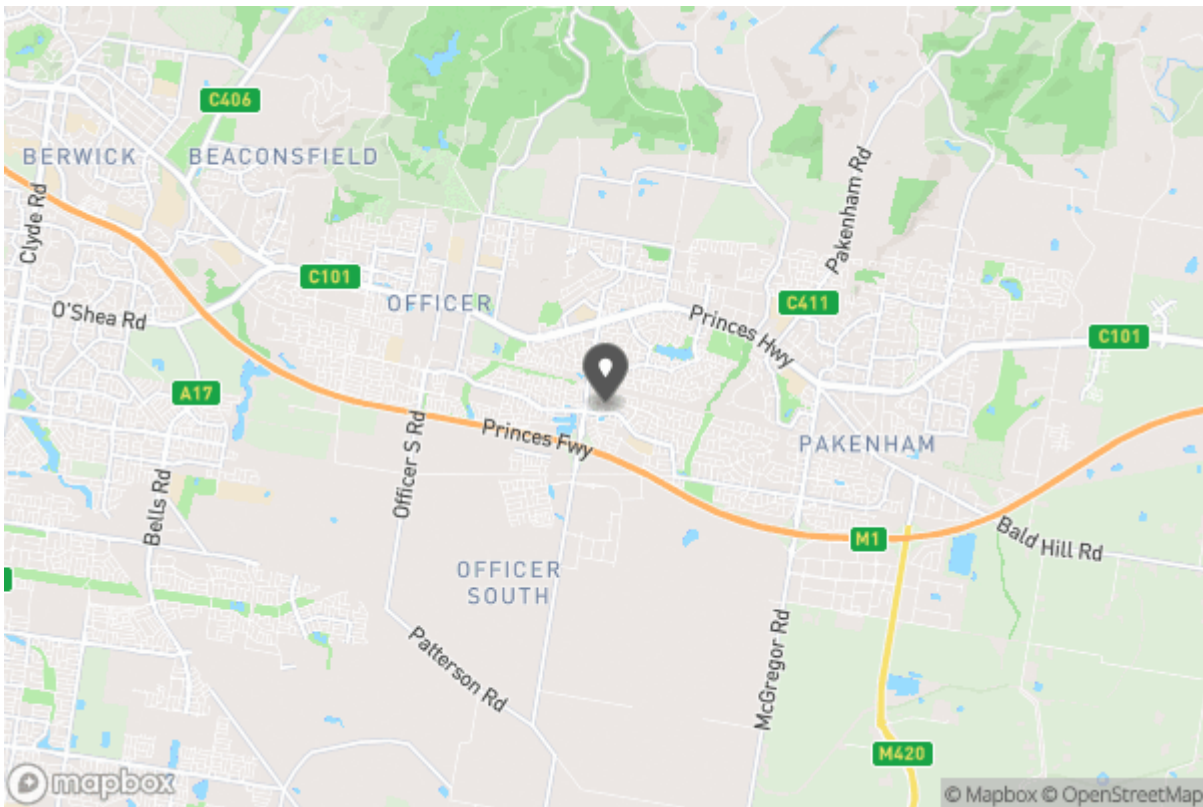 C406
BERWICK
BEACONSFIELD
Clyde Rd
Pakenham Rd
C101
O'Shea Rd
OFFICER
C411
Princes Hwy
C101
A17
Princes Fwy
PAKENHAM
Officer S Rd
Bells Rd
M1
Bald Hill Rd
OFFICER
SOUTH
McGregor Rd
Patterson Rd
M420
mapbox
© Mapbox © OpenStreetMap